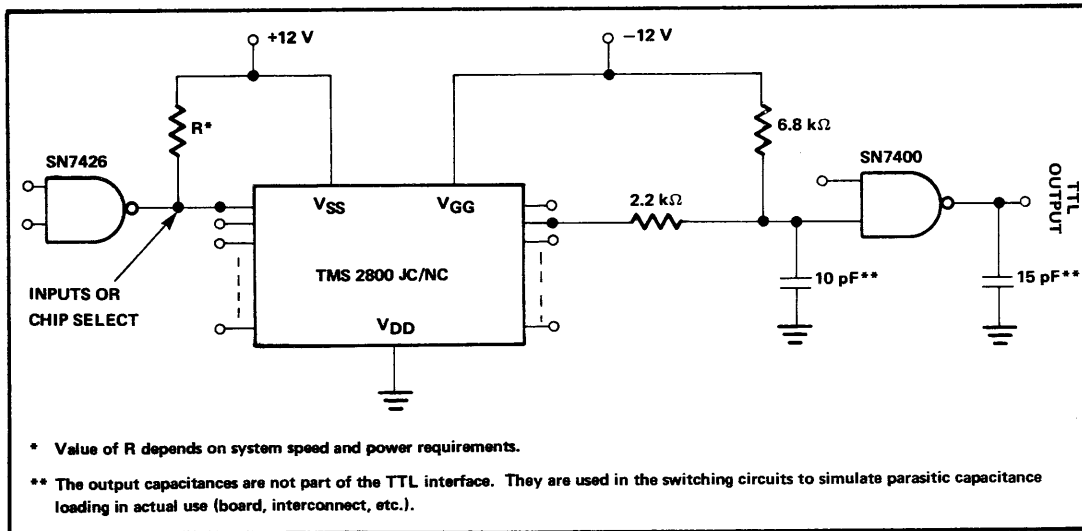 +12 V
−12 V
R*
6.8 kΩ
SN7426
SN7400
2.2 kΩ
TTL
OUTPUT
VSS
VGG
TMS 2800 JC/NC
10 pF**
15 pF**
INPUTS OR
CHIP SELECT
VDD
* Value of R depends on system speed and power requirements.
** The output capacitances are not part of the TTL interface. They are used in the switching circuits to simulate parasitic capacitance
loading in actual use (board, interconnect, etc.).